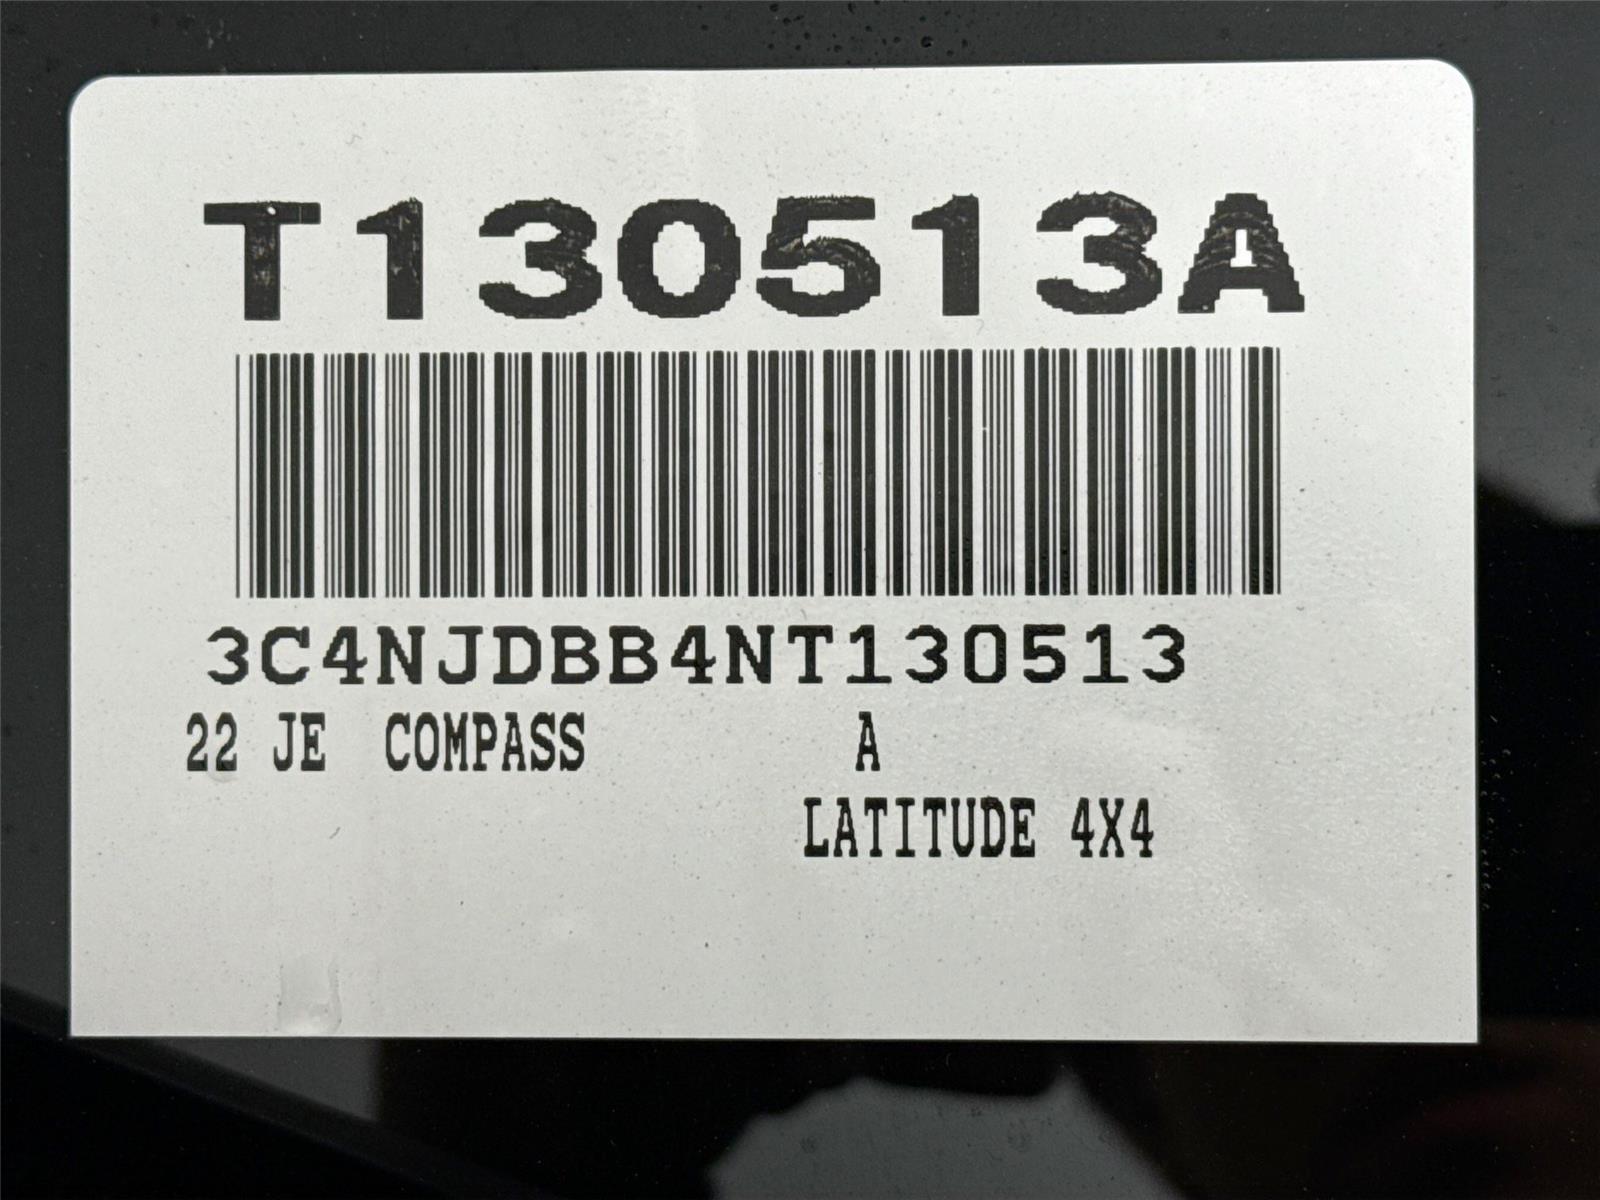 T130513A
3C4NJDBB4NT130513
22 JE COMPASS A
LATITUDE 4X4